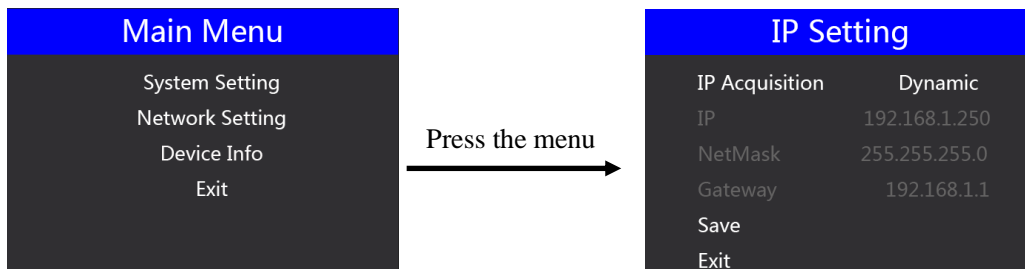 Main Menu
System Setting
Network Setting
Device Info
Exit
Press the menu
IP Setting
IP Acquisition Dynamic
IP 192.168.1.250
NetMask 255.255.255.0
Gateway 192.168.1.1
Save
Exit